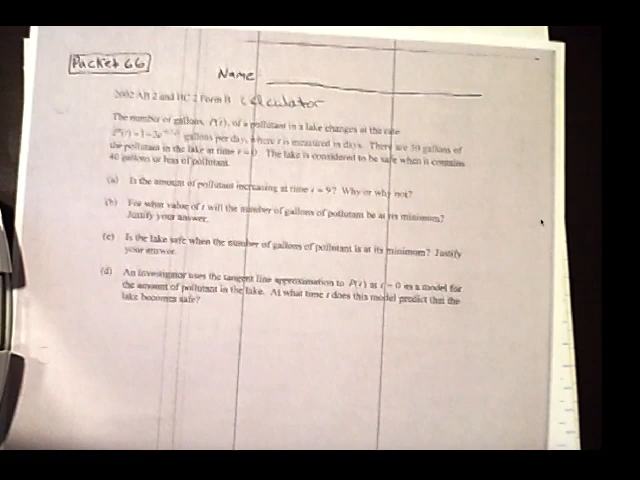 Packet 66
Name
2002 AB 2 and BC 2 Form B calculator
The number of gallons, P(t), of a pollutant in a lake changes at the rate
gallons per day, where t is measured in days. There are 50 gallons of
the pollutant in the lake at time t = 0. The lake is considered to be safe when it contains
40 gallons or less of pollutant.
(a) Is the amount of pollutant increasing at time t = 9? Why or why not?
(b) For what value of t will the number of gallons of pollutant be at its minimum?
Justify your answer.
(c) Is the lake safe when the number of gallons of pollutant is at its minimum? Justify
your answer.
(d) An investigator uses the tangent line approximation to P(t) at t = 0 as a model for
the amount of pollutant in the lake. At what time t does this model predict that the
lake becomes safe?